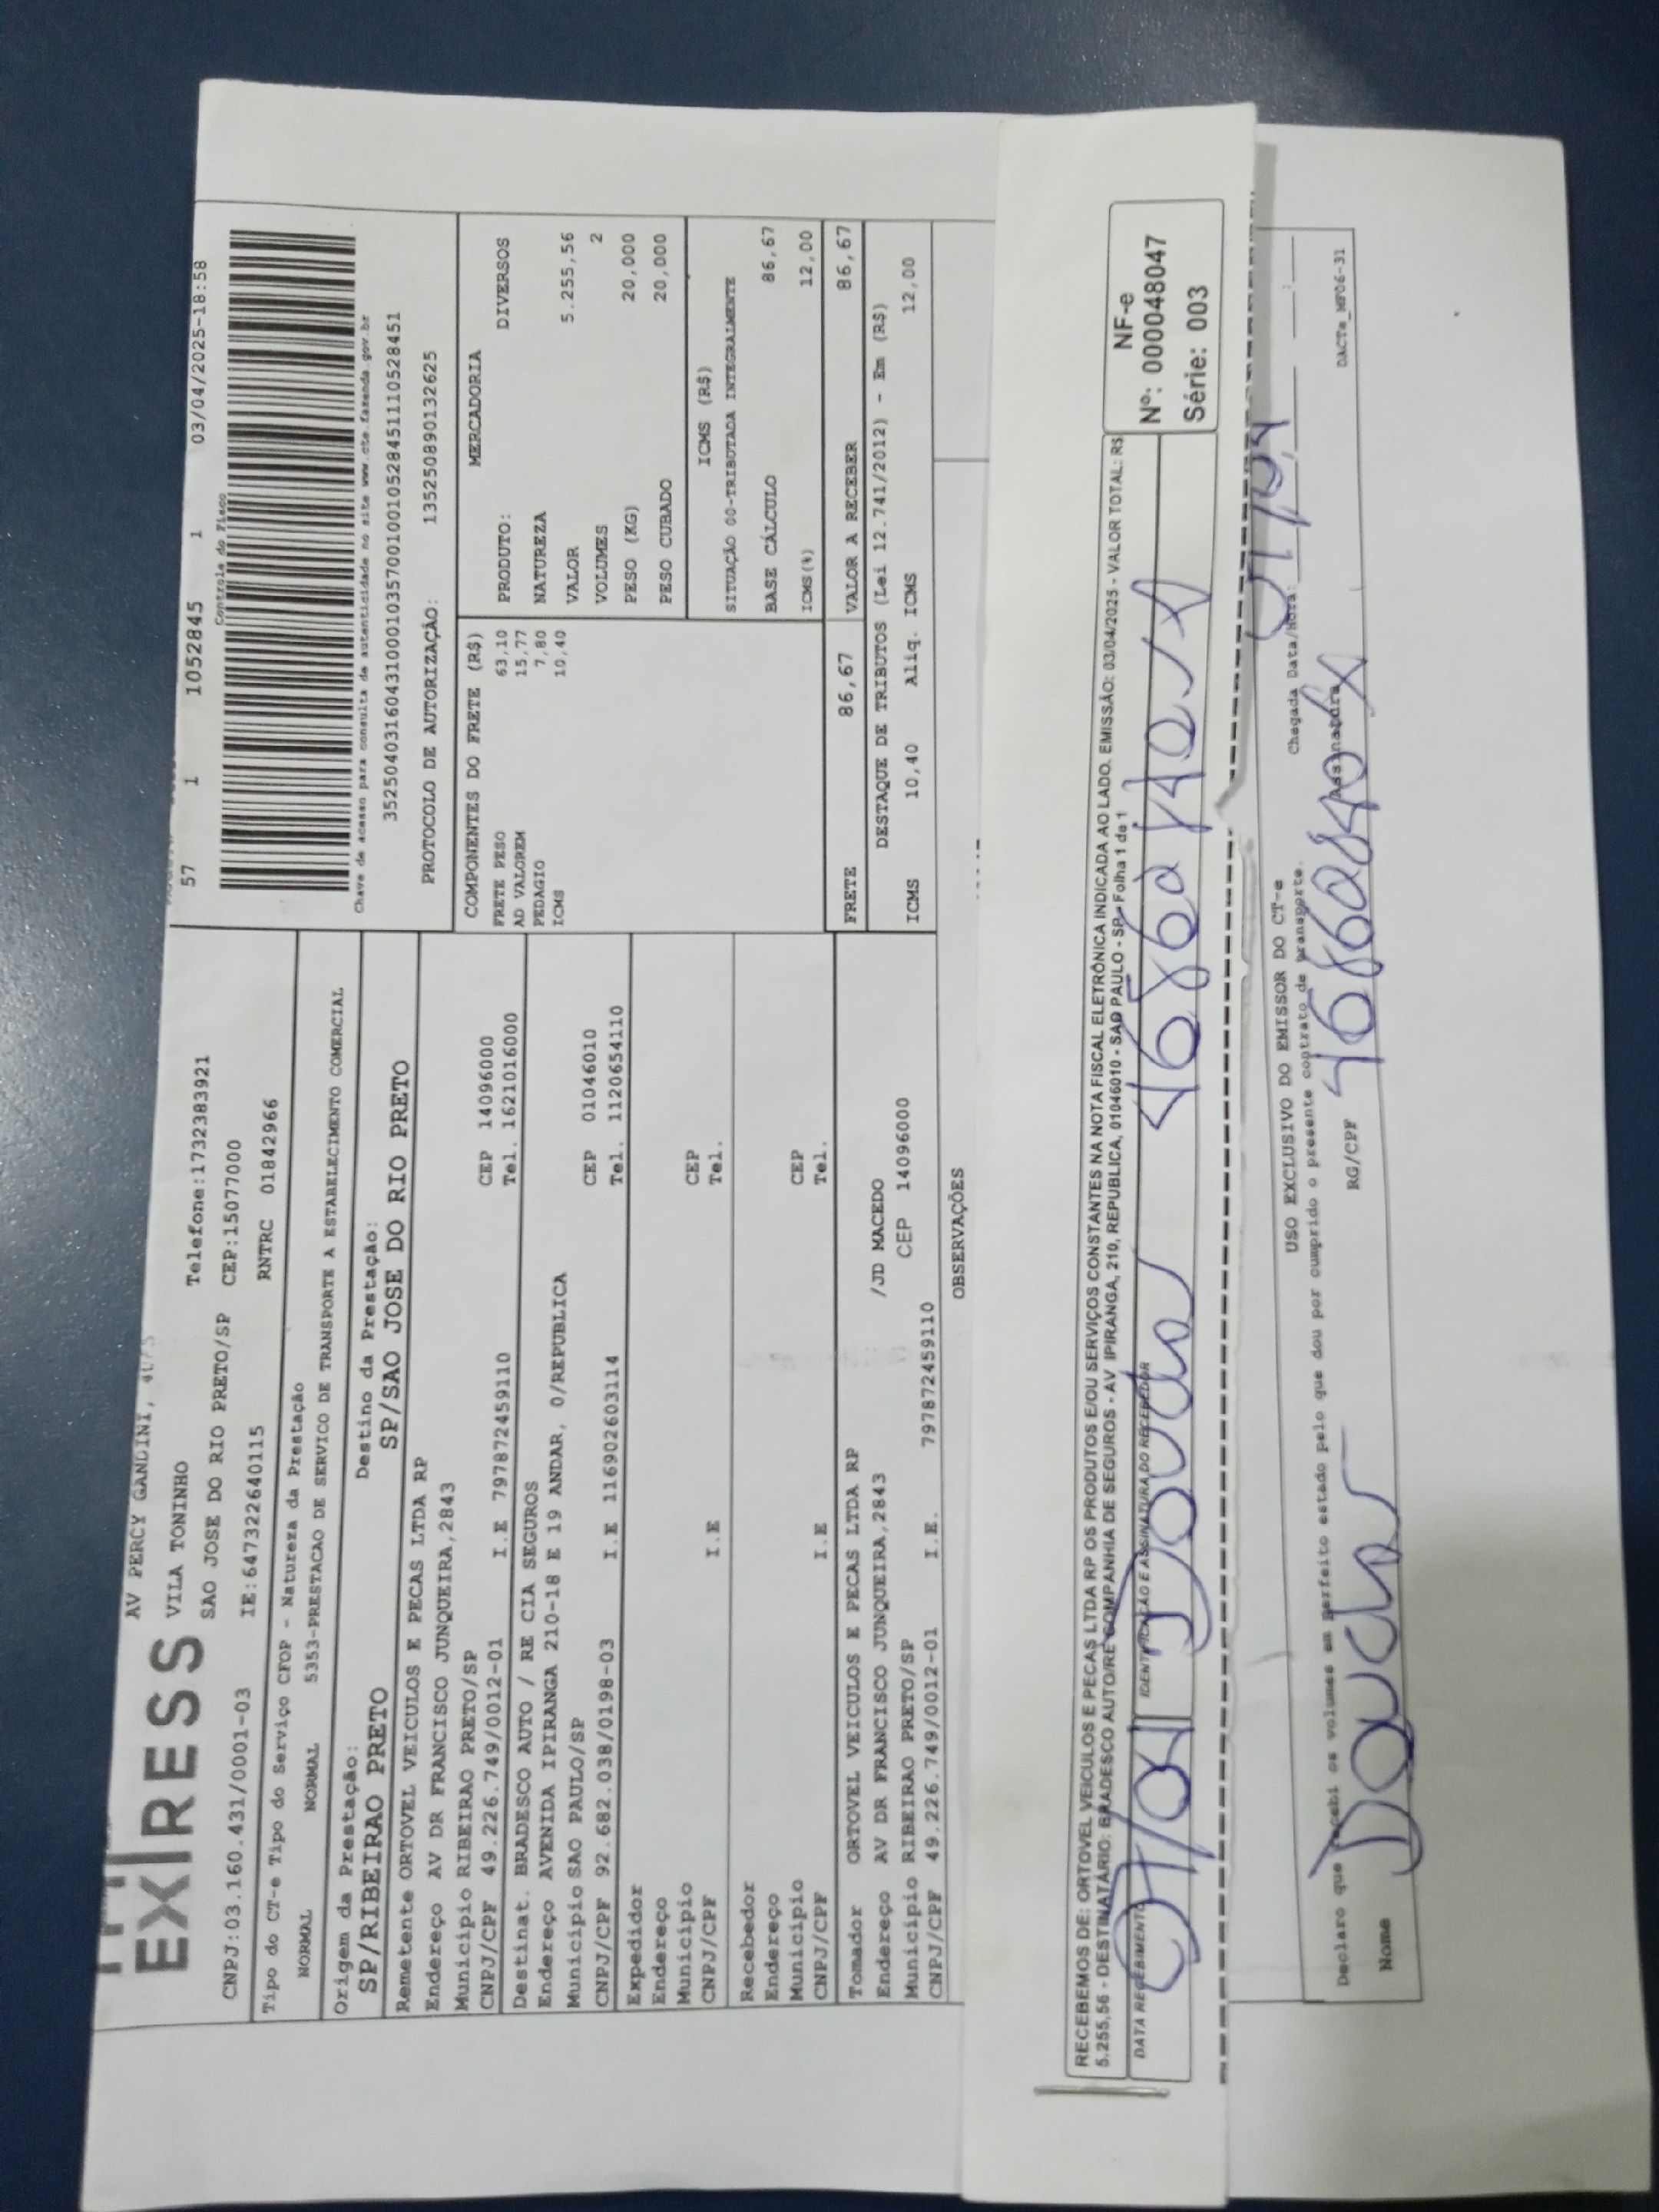 EX|RESS
AV PERCY GANDINI,
VILA TONINHO Telefone:1732383921
SAO JOSE DO RIO PRETO/SP CEP:15077000
CNPJ:03.160.431/0001-03 IE:647322640115 RNTRC 01842966
57 1 1052845 1 03/04/2025-18:58
Controle do Fisco
Chave de acesso para consulta de autenticidade no site www.cte.fazenda.gov.br
35250403160431000103570010010528451110528451
PROTOCOLO DE AUTORIZAÇÃO: 135250890132625
Tipo do CT-e Tipo do Serviço CFOP - Natureza da Prestação
NORMAL NORMAL 5353-PRESTACAO DE SERVICO DE TRANSPORTE A ESTABELECIMENTO COMERCIAL
Origem da Prestação: Destino da Prestação:
SP/RIBEIRAO PRETO SP/SAO JOSE DO RIO PRETO
Remetente ORTOVEL VEICULOS E PECAS LTDA RP
Endereço AV DR FRANCISCO JUNQUEIRA,2843
Município RIBEIRAO PRETO/SP CEP 14096000
CNPJ/CPF 49.226.749/0012-01 I.E 797872459110 Tel. 1621016000
Destinat. BRADESCO AUTO / RE CIA SEGUROS
Endereço AVENIDA IPIRANGA 210-18 E 19 ANDAR, 0/REPUBLICA
Município SAO PAULO/SP CEP 01046010
CNPJ/CPF 92.682.038/0198-03 I.E 116902603114 Tel. 1120654110
Expedidor
Endereço
Município CEP
CNPJ/CPF I.E Tel.
Recebedor
Endereço
Município CEP
CNPJ/CPF I.E Tel.
Tomador ORTOVEL VEICULOS E PECAS LTDA RP
Endereço AV DR FRANCISCO JUNQUEIRA,2843 /JD MACEDO
Município RIBEIRAO PRETO/SP CEP 14096000
CNPJ/CPF 49.226.749/0012-01 I.E. 797872459110
COMPONENTES DO FRETE (R$)
FRETE PESO 63,10
AD VALOREM 15,77
PEDAGIO 7,80
ICMS 10,40
MERCADORIA
PRODUTO: DIVERSOS
NATUREZA
VALOR 5.255,56
VOLUMES 2
PESO (KG) 20,000
PESO CUBADO 20,000
ICMS (R$)
SITUAÇÃO 00-TRIBUTADA INTEGRALMENTE
BASE CÁLCULO 86,67
ICMS(%) 12,00
FRETE 86,67 VALOR A RECEBER 86,67
DESTAQUE DE TRIBUTOS (Lei 12.741/2012) - Em (R$)
ICMS 10,40 Aliq. ICMS 12,00
OBSERVAÇÕES
RECEBEMOS DE: ORTOVEL VEICULOS E PECAS LTDA RP OS PRODUTOS E/OU SERVIÇOS CONSTANTES NA NOTA FISCAL ELETRÔNICA INDICADA AO LADO. EMISSÃO: 03/04/2025 - VALOR TOTAL: R$
5.255,56 - DESTINATÁRIO: BRADESCO AUTO/RE COMPANHIA DE SEGUROS - AV IPIRANGA, 210, REPUBLICA, 01046010 - SAO PAULO - SP - Folha 1 de 1
DATA RECEBIMENTO IDENTIFICAÇÃO E ASSINATURA DO RECEBEDOR
NF-e
Nº: 000048047
Série: 003
USO EXCLUSIVO DO EMISSOR DO CT-e
Chegada Data/Hora:
Declaro que recebi os volumes em perfeito estado pelo que dou por cumprido o presente contrato de transporte.
Nome RG/CPF Assinatura
DACTe_MF06-31